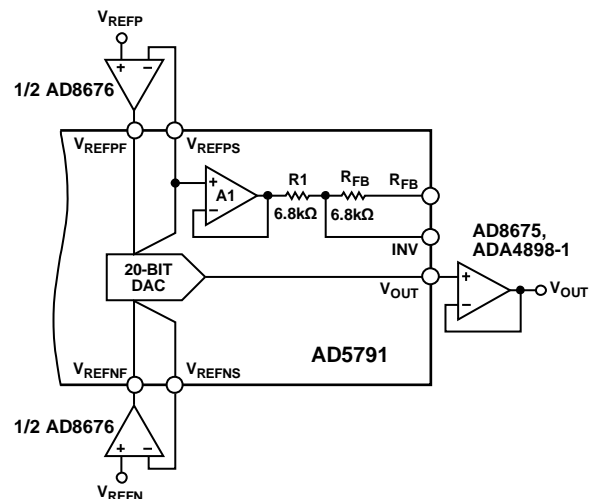 VREFP
+ −
1/2 AD8676
VREFPF
VREFPS
A1
+
−
R1
6.8kΩ
RFB
6.8kΩ
RFB
INV
AD8675,
ADA4898-1
20-BIT
DAC
VOUT
+
−
VOUT
AD5791
VREFNF
VREFNS
1/2 AD8676
+ −
VREFN